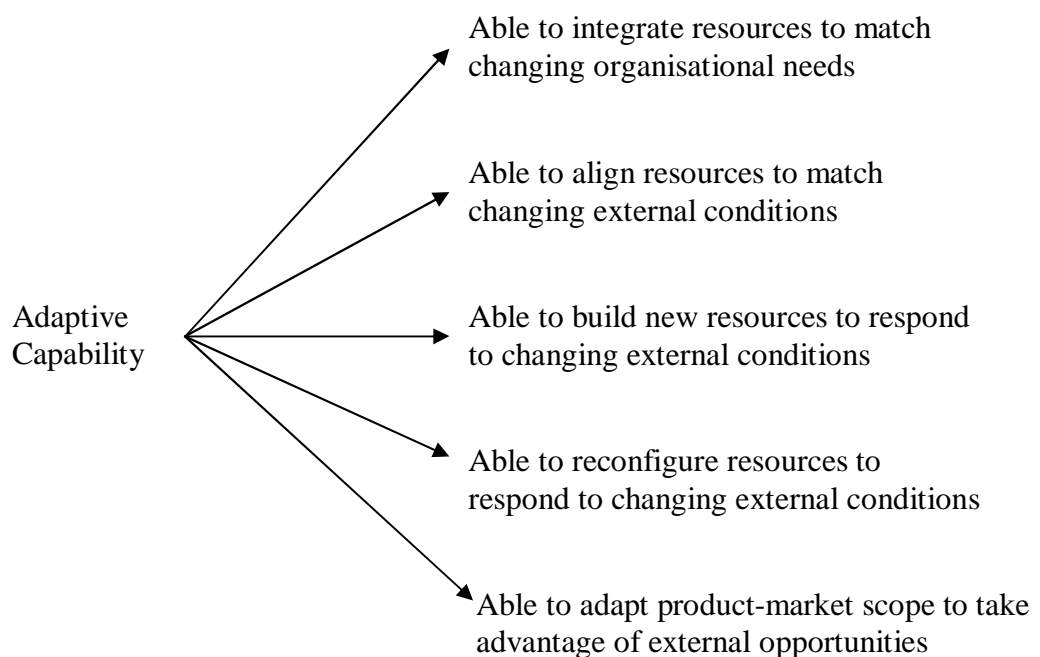 Able to integrate resources to match
changing organisational needs
Able to align resources to match
changing external conditions
Adaptive
Capability
Able to build new resources to respond
to changing external conditions
Able to reconfigure resources to
respond to changing external conditions
Able to adapt product-market scope to take
advantage of external opportunities